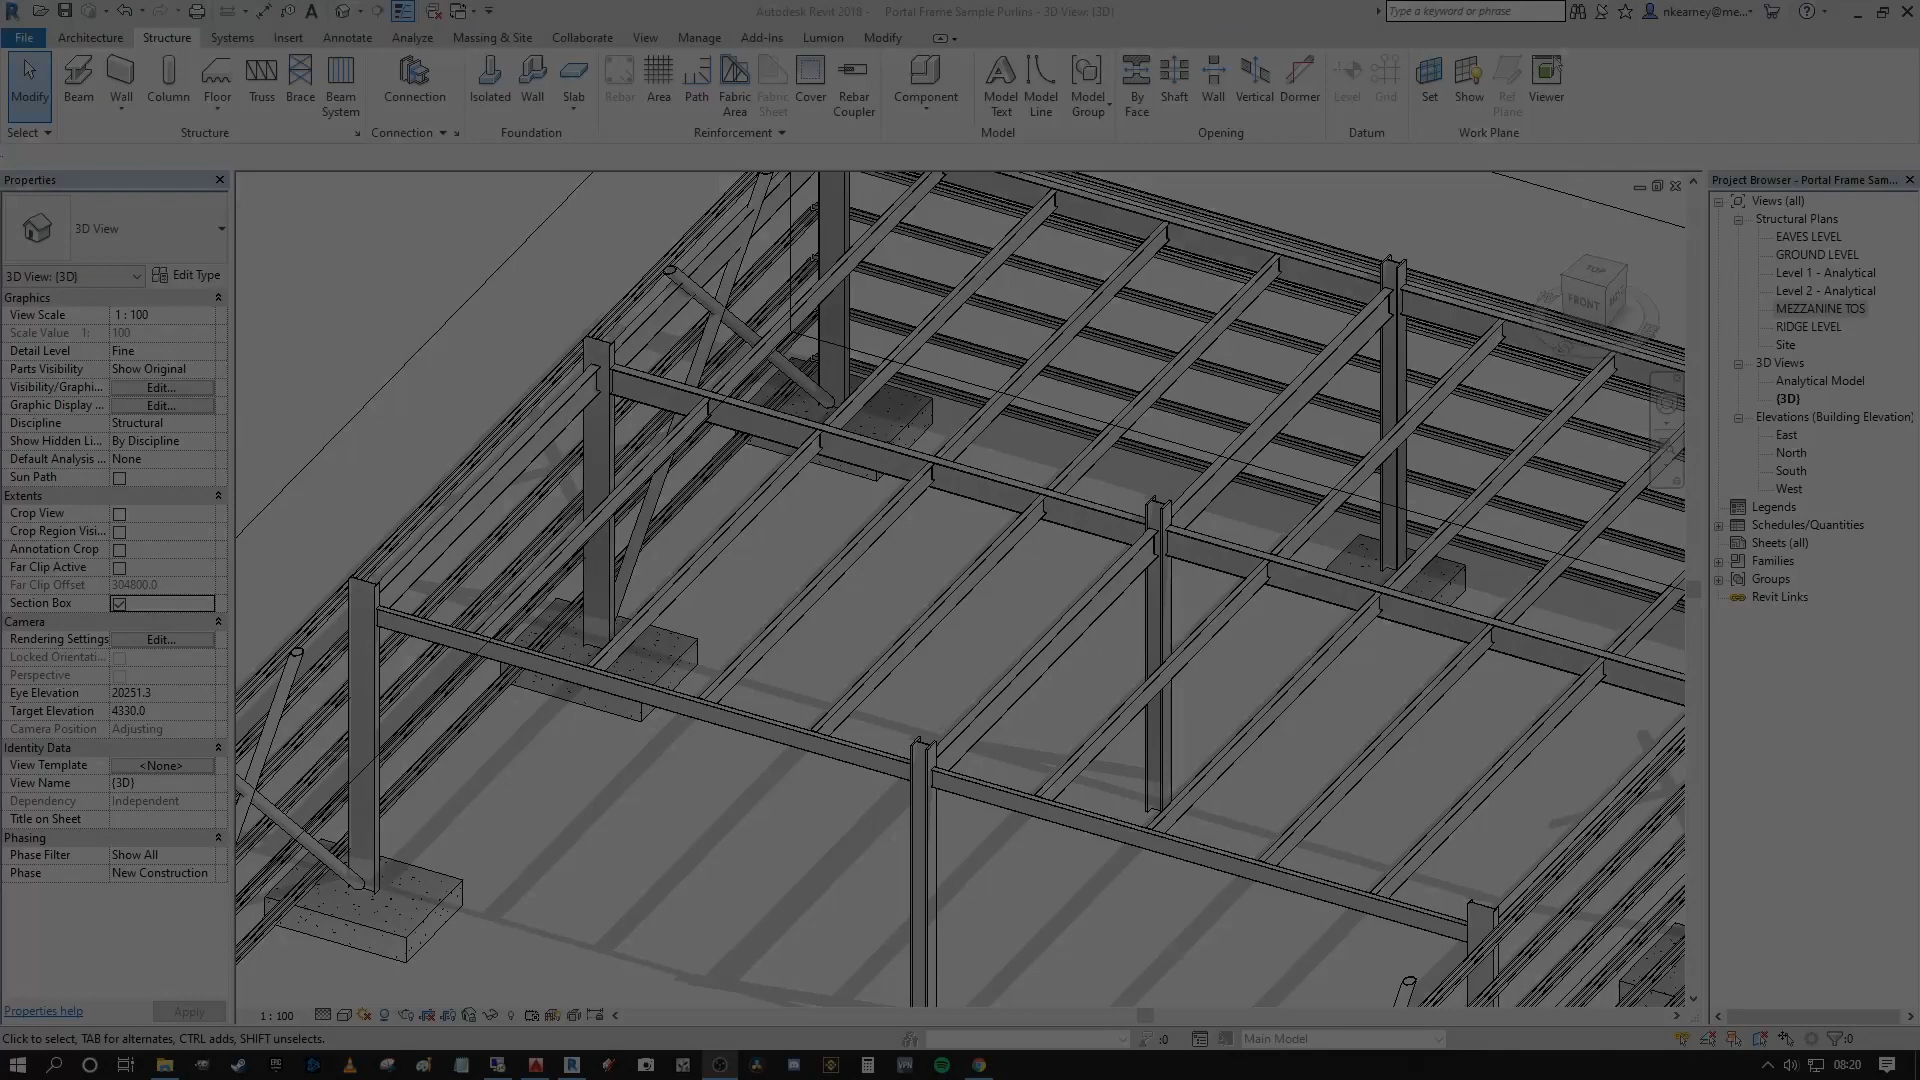 Autodesk Revit 2018 - Portal Frame Sample Purlins - 3D View: {3D}
Type a keyword or phrase
nkearney@me...
File Architecture Structure Systems Insert Annotate Analyze Massing & Site Collaborate View Manage Add-Ins Lumion Modify
Modify Beam Wall Column Floor Truss Brace Beam System Connection Isolated Wall Slab Rebar Area Path Fabric Area Fabric Sheet Cover Rebar Coupler Component Model Text Model Line Model Group By Face Shaft Wall Vertical Dormer Level Grid Set Show Ref Plane Viewer
Select Structure Connection Foundation Reinforcement Model Opening Datum Work Plane
Properties
3D View
3D View: {3D} Edit Type
Graphics
View Scale 1 : 100
Scale Value 1: 100
Detail Level Fine
Parts Visibility Show Original
Visibility/Graphi... Edit...
Graphic Display ... Edit...
Discipline Structural
Show Hidden Li... By Discipline
Default Analysis ... None
Sun Path
Extents
Crop View
Crop Region Visi...
Annotation Crop
Far Clip Active
Far Clip Offset 304800.0
Section Box
Camera
Rendering Settings Edit...
Locked Orientati...
Perspective
Eye Elevation 20251.3
Target Elevation 4330.0
Camera Position Adjusting
Identity Data
View Template <None>
View Name {3D}
Dependency Independent
Title on Sheet
Phasing
Phase Filter Show All
Phase New Construction
Properties help Apply
TOP
FRONT
Project Browser - Portal Frame Sam...
Views (all)
Structural Plans
EAVES LEVEL
GROUND LEVEL
Level 1 - Analytical
Level 2 - Analytical
MEZZANINE TOS
RIDGE LEVEL
Site
3D Views
Analytical Model
{3D}
Elevations (Building Elevation)
East
North
South
West
Legends
Schedules/Quantities
Sheets (all)
Families
Groups
Revit Links
1 : 100
Click to select, TAB for alternates, CTRL adds, SHIFT unselects.
:0
Main Model
:0
08:20